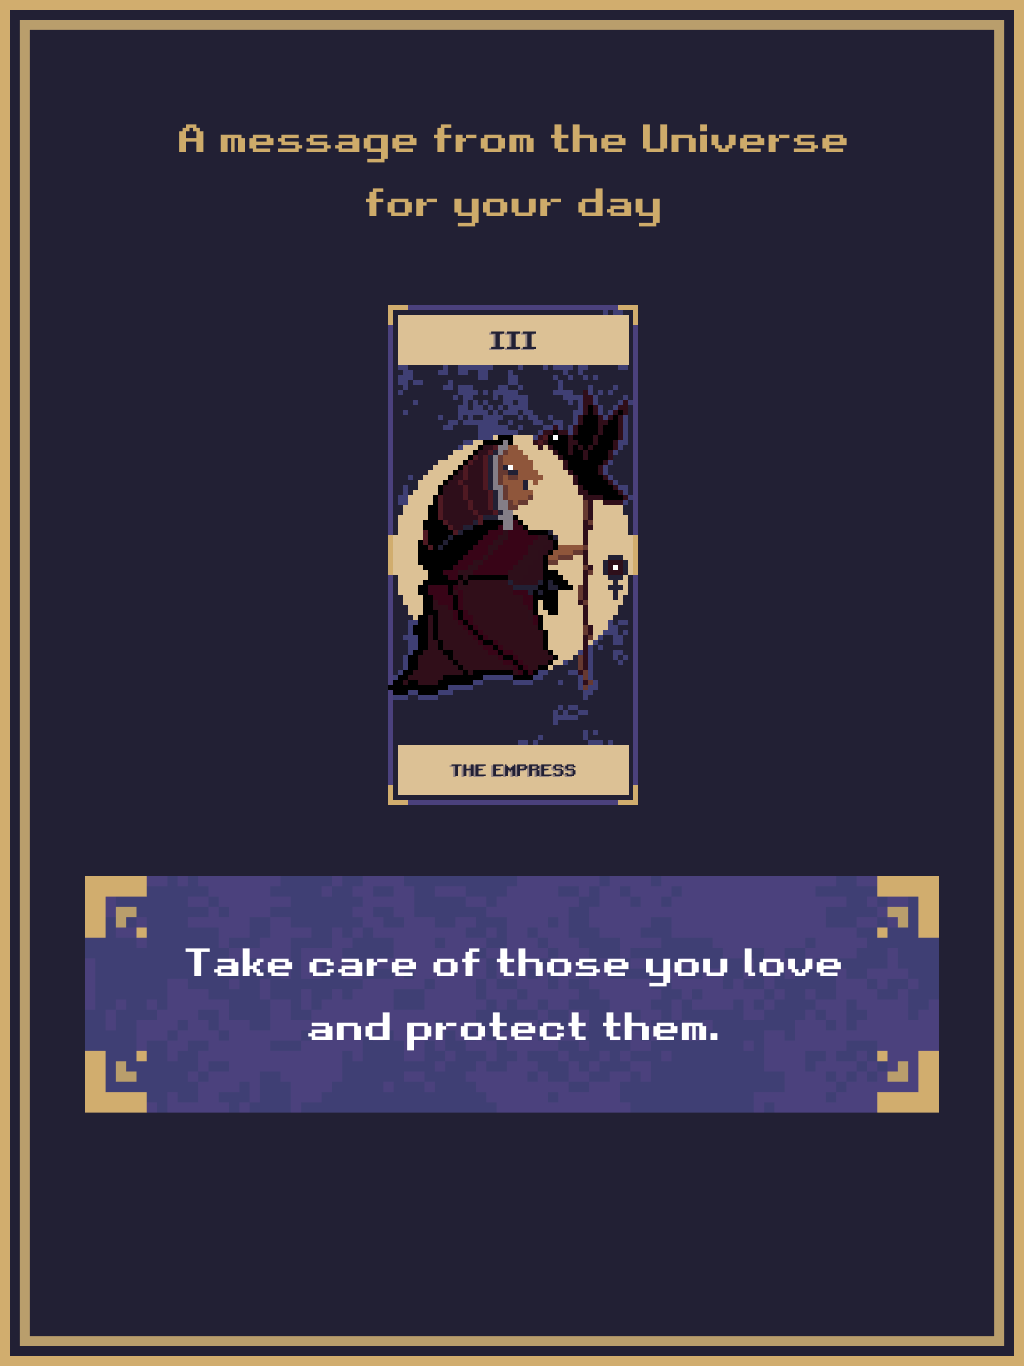 A message from the Universe
for your day
III
THE EMPRESS
Take care of those you love
and protect them.